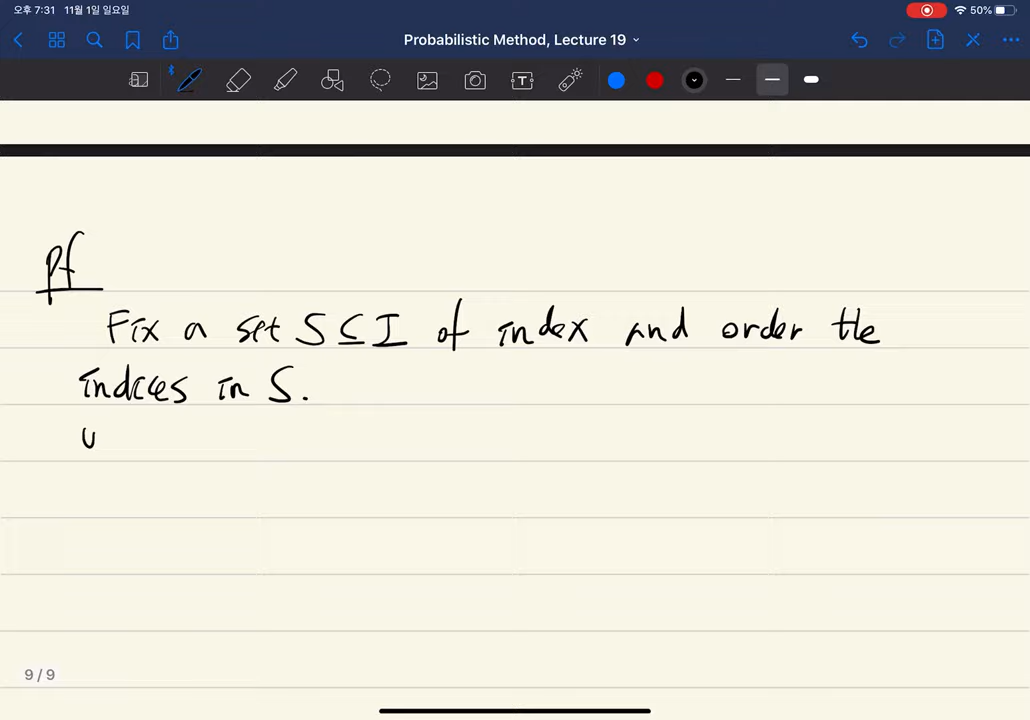 오후 7:31 11월 1일 일요일
50%
Probabilistic Method, Lecture 19
Pf
Fix a set S ⊆ I of index and order the
indices in S.
9 / 9